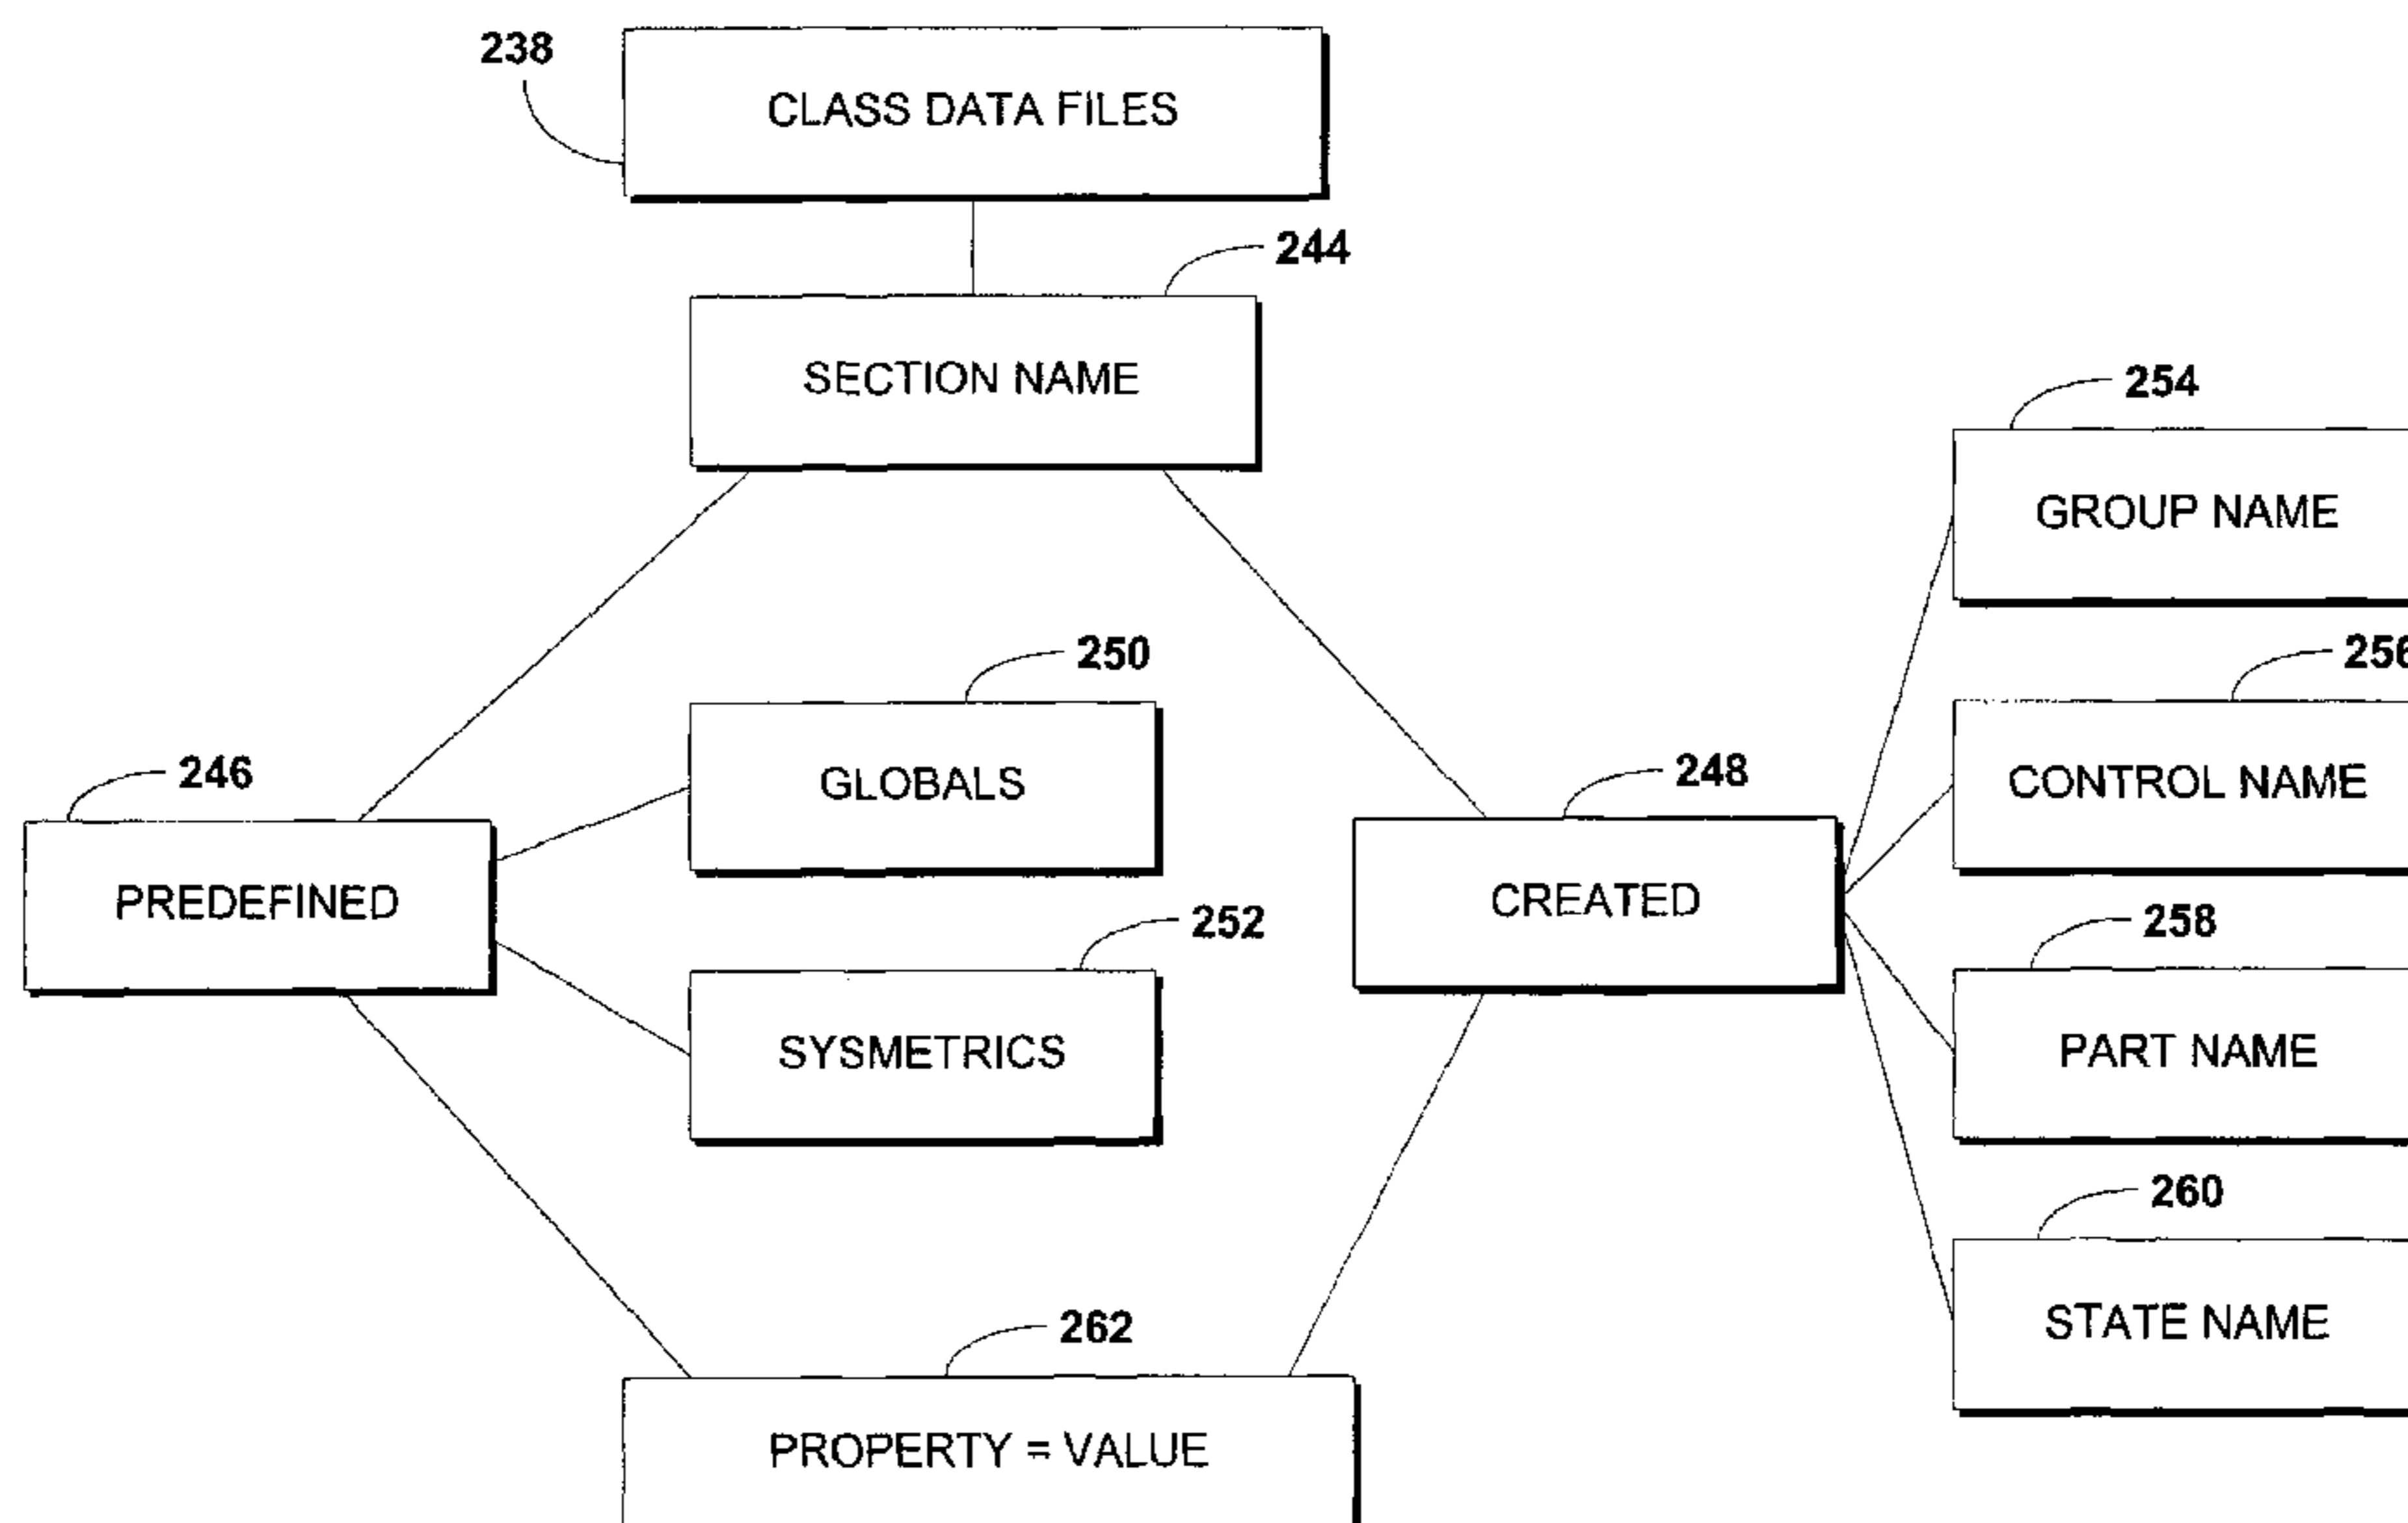 238
CLASS DATA FILES
244
SECTION NAME
254
GROUP NAME
250
256
GLOBALS
246
248
CONTROL NAME
PREDEFINED
CREATED
252
258
SYSMETRICS
PART NAME
260
STATE NAME
262
PROPERTY = VALUE